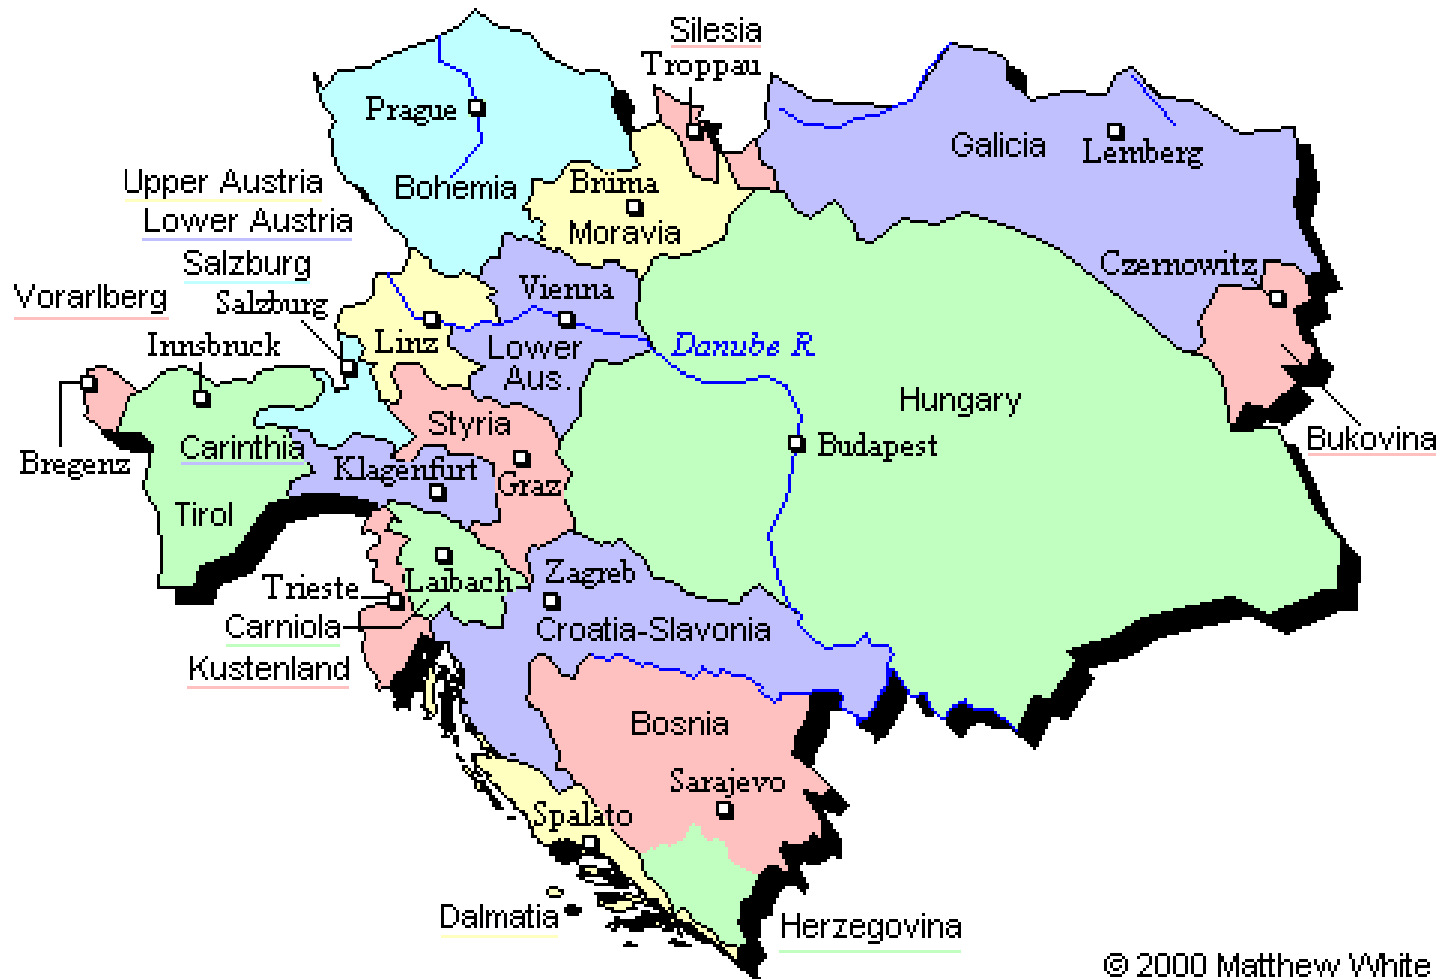 Silesia
Troppau
Prague
Galicia
Lemberg
Upper Austria
Bohemia
Brüma
Lower Austria
Moravia
Salzburg
Czernowitz
Vorarlberg
Salzburg
Vienna
Innsbruck
Linz
Lower
Aus.
Danube R
Hungary
Styria
Bukovina
Carinthia
Budapest
Bregenz
Klagenfurt
Graz
Tirol
Zagreb
Trieste
Laibach
Carniola
Croatia-Slavonia
Kustenland
Bosnia
Sarajevo
Spalato
Dalmatia
Herzegovina
© 2000 Matthew White